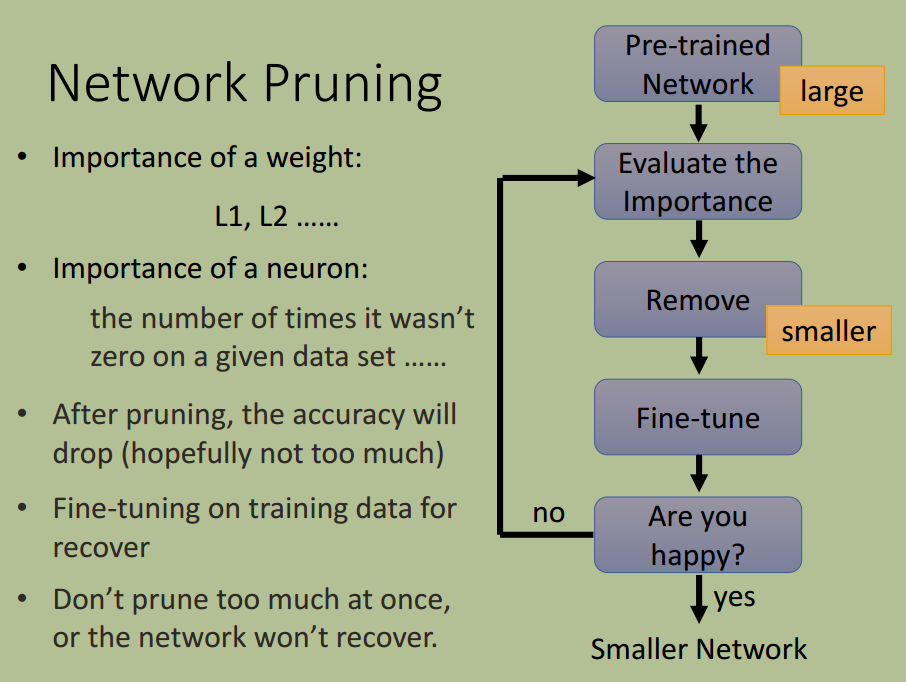 Network Pruning
• Importance of a weight:
L1, L2 ......
• Importance of a neuron:
the number of times it wasn’t
zero on a given data set ......
• After pruning, the accuracy will
drop (hopefully not too much)
• Fine-tuning on training data for
recover
• Don’t prune too much at once,
or the network won’t recover.
Pre-trained
Network
large
Evaluate the
Importance
Remove
smaller
Fine-tune
Are you
happy?
no
yes
Smaller Network